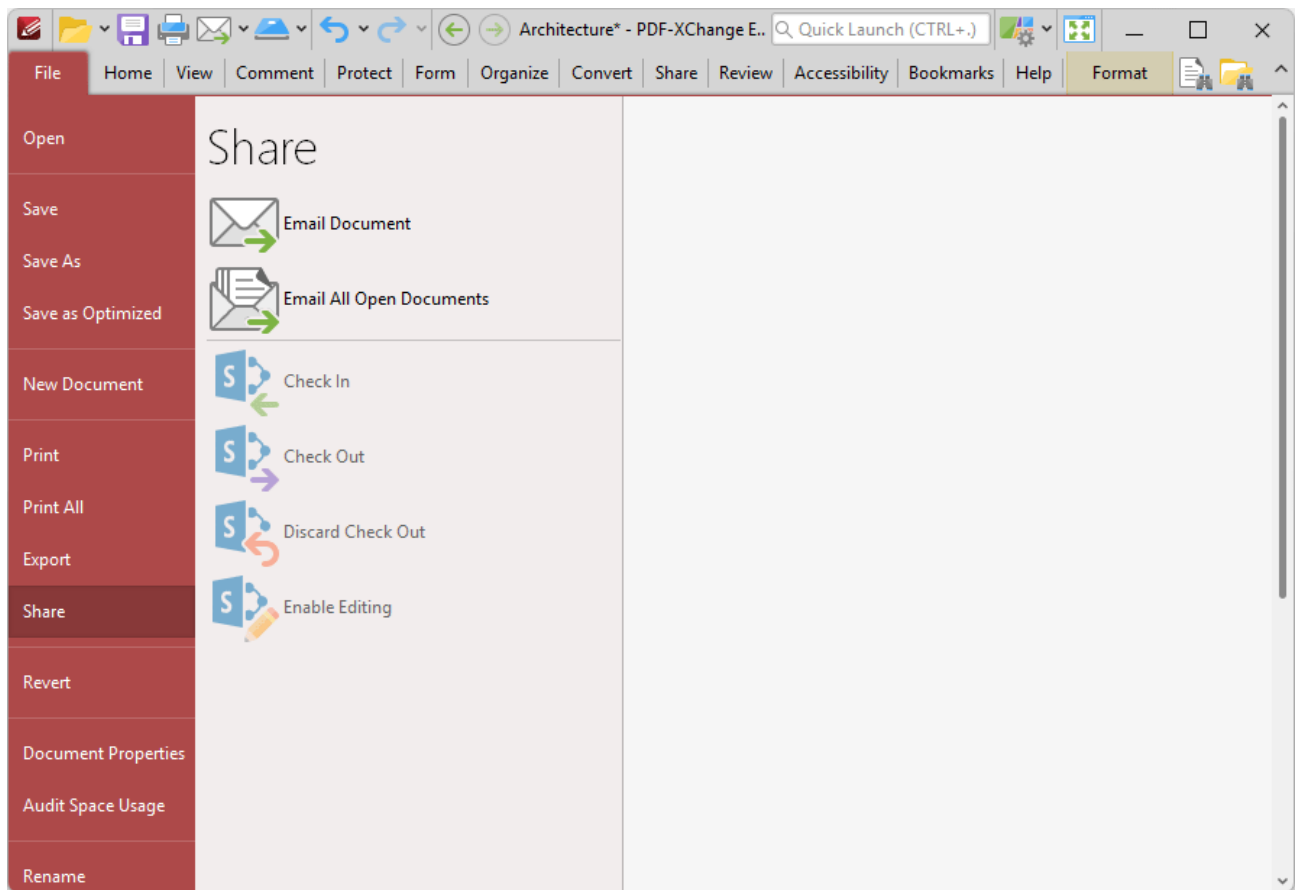 Architecture* - PDF-XChange E.. Quick Launch (CTRL+.)
File Home View Comment Protect Form Organize Convert Share Review Accessibility Bookmarks Help Format
Open
Save
Save As
Save as Optimized
New Document
Print
Print All
Export
Share
Revert
Document Properties
Audit Space Usage
Rename
Share
Email Document
Email All Open Documents
S Check In
S Check Out
S Discard Check Out
S Enable Editing